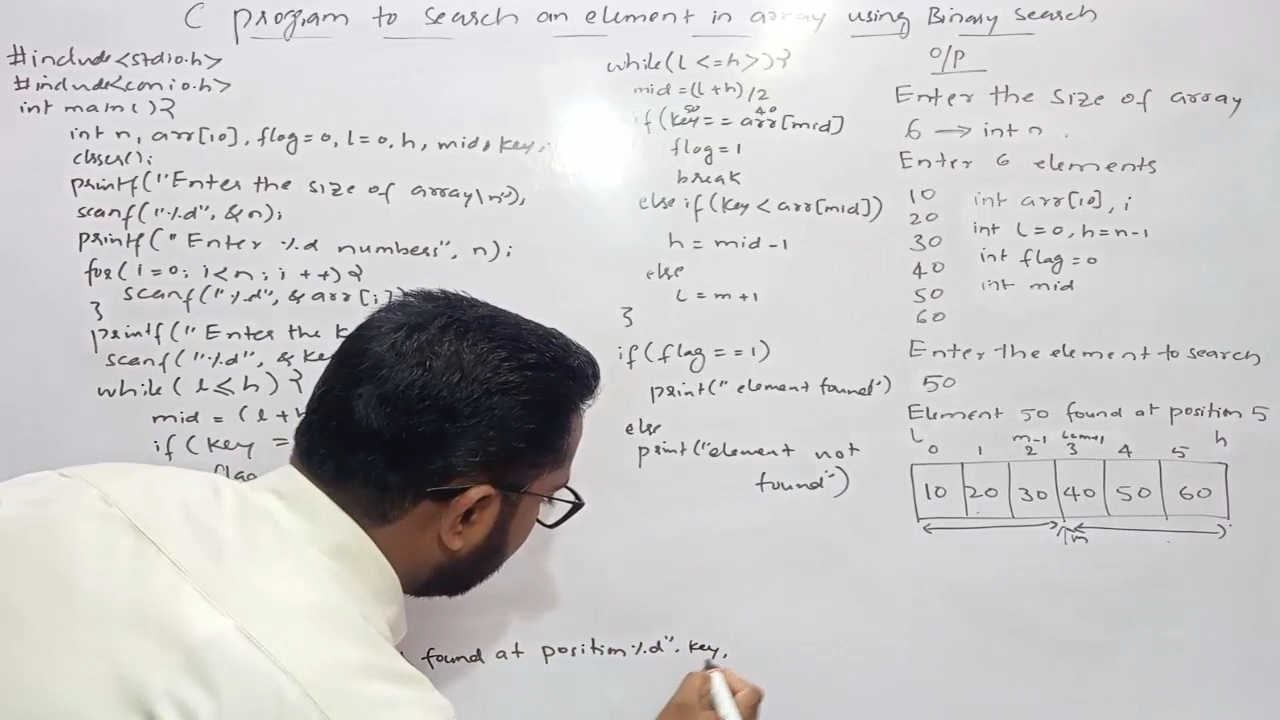 C program to search an element in array using Binary search
#include<stdio.h>
#include<conio.h>
int main(){
int n, arr[10], flag=0, l=0, h, mid, key,
clrscr();
printf("Enter the size of array\n");
scanf("%d", &n);
printf("Enter %d numbers", n);
for(i=0; i<n; i++){
scanf("%d", &arr[i]
}
printf("Enter the k
scanf("%d", &ke
while(l<=h){
mid = (l+h
if(key =
flag
found at position%d", key,
while(l<=h>){
mid=(l+h)/2
50 40
if(key== arr[mid]
flag=1
break
else if(key<arr[mid])
h=mid-1
else
l=m+1
}
if(flag==1)
print("element found")
else
print("element not
found")
O/P
Enter the size of array
6 → int n.
Enter 6 elements
10 int arr[10], i
20 int l=0, h=n-1
30 int flag=0
40 int mid
50
60
Enter the element to search
50
Element 50 found at position 5
l m-1 h
0 1 2 3 4 5
10 20 30 40 50 60
m